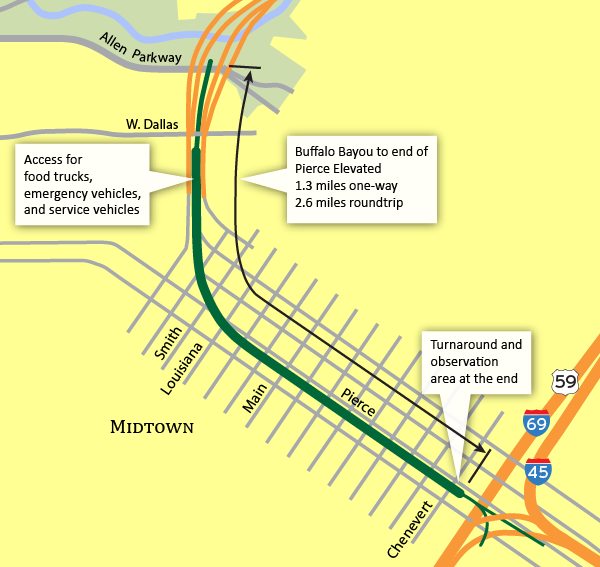 Allen Parkway
W. Dallas
Access for
food trucks,
emergency vehicles,
and service vehicles
Buffalo Bayou to end of
Pierce Elevated
1.3 miles one-way
2.6 miles roundtrip
Smith
Louisiana
Main
Pierce
Turnaround and
observation
area at the end
59
69
45
Midtown
Chenevert